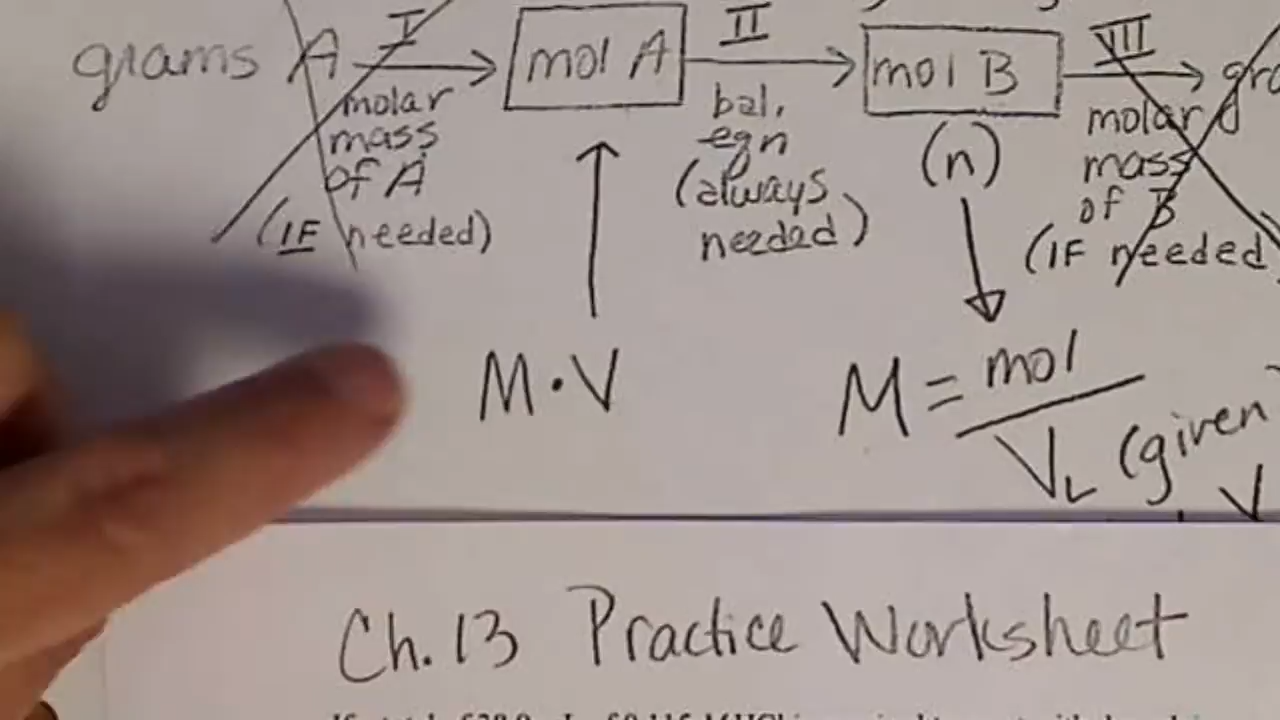 grams A I → mol A II → mol B VIII →
molar mass of A (IF needed)
bal, eqn (always needed)
(n)
molar mass of B (IF needed)
M·V
M = mol / VL (given
V
Ch. 13 Practice Worksheet